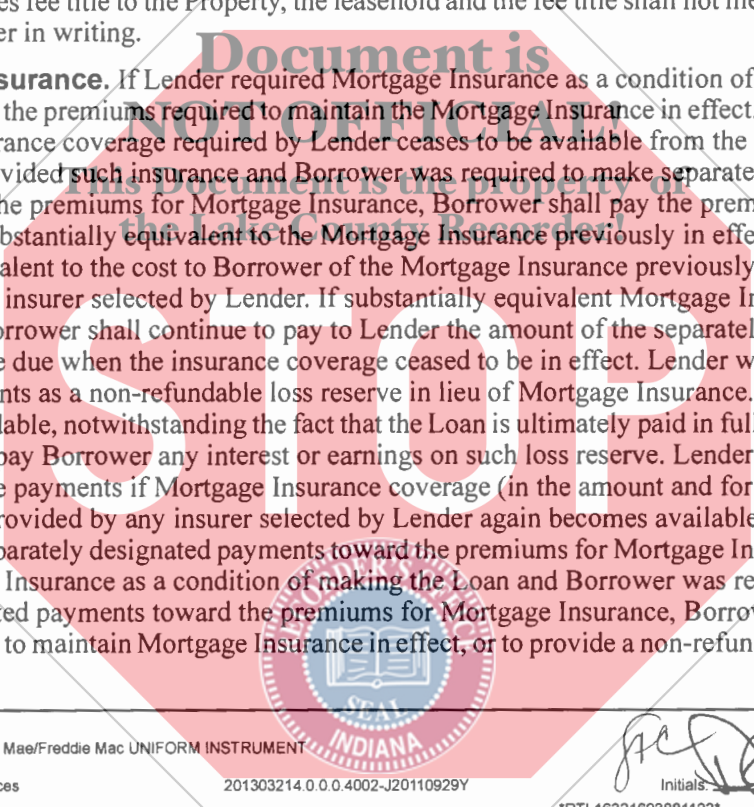 es fee title to the Property, the leasehold and the fee title shall not me
er in writing.
Document is
surance. If Lender required Mortgage Insurance as a condition of
the premiums required to maintain the Mortgage Insurance in effect.
NOT OFFICIAL!
rance coverage required by Lender ceases to be available from the
vided such insurance and Borrower was required to make separate
This Document is the property of
he premiums for Mortgage Insurance, Borrower shall pay the prem
the Lake County Recorder!
bstantially equivalent to the Mortgage Insurance previously in effe
alent to the cost to Borrower of the Mortgage Insurance previously
insurer selected by Lender. If substantially equivalent Mortgage In
orrower shall continue to pay to Lender the amount of the separatel
e due when the insurance coverage ceased to be in effect. Lender w
STOP
nts as a non-refundable loss reserve in lieu of Mortgage Insurance.
dable, notwithstanding the fact that the Loan is ultimately paid in ful
pay Borrower any interest or earnings on such loss reserve. Lender
e payments if Mortgage Insurance coverage (in the amount and for
rovided by any insurer selected by Lender again becomes available
parately designated payments toward the premiums for Mortgage In
Insurance as a condition of making the Loan and Borrower was re
ted payments toward the premiums for Mortgage Insurance, Borrow
to maintain Mortgage Insurance in effect, or to provide a non-refun
RECORDER'S OFFICE
SEAL
INDIANA
Mae/Freddie Mac UNIFORM INSTRUMENT
ces
201303214.0.0.0.4002-J20110929Y
Initials: